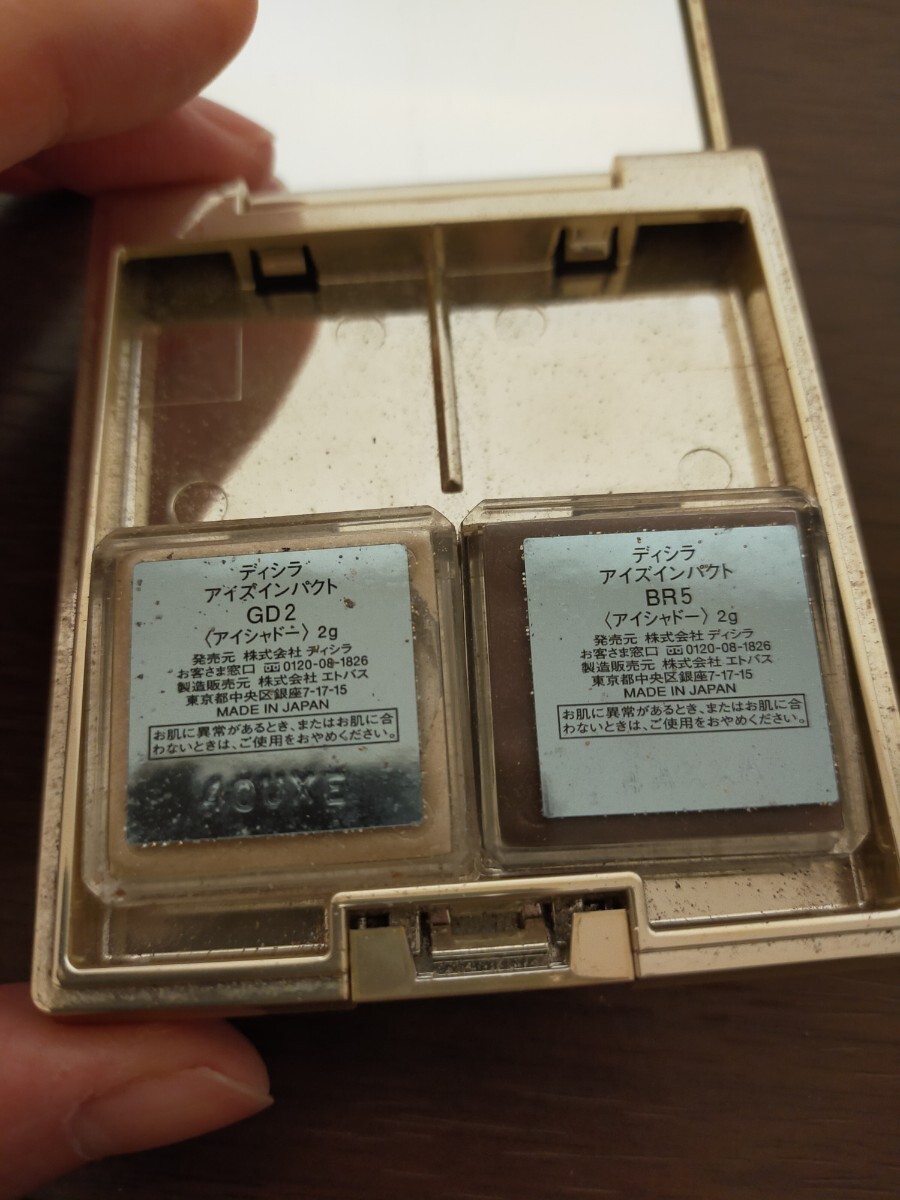 ディシラ
アイズインパクト
GD2
〈アイシャドー〉 2g
発売元 株式会社 ディシラ
お客さま窓口 0120-08-1826
製造販売元 株式会社 エトバス
東京都中央区銀座7-17-15
MADE IN JAPAN
お肌に異常があるとき、またはお肌に合
わないときは、ご使用をおやめください。
ディシラ
アイズインパクト
BR5
〈アイシャドー〉 2g
発売元 株式会社 ディシラ
お客さま窓口 0120-08-1826
製造販売元 株式会社 エトバス
東京都中央区銀座7-17-15
MADE IN JAPAN
お肌に異常があるとき、またはお肌に合
わないときは、ご使用をおやめください。